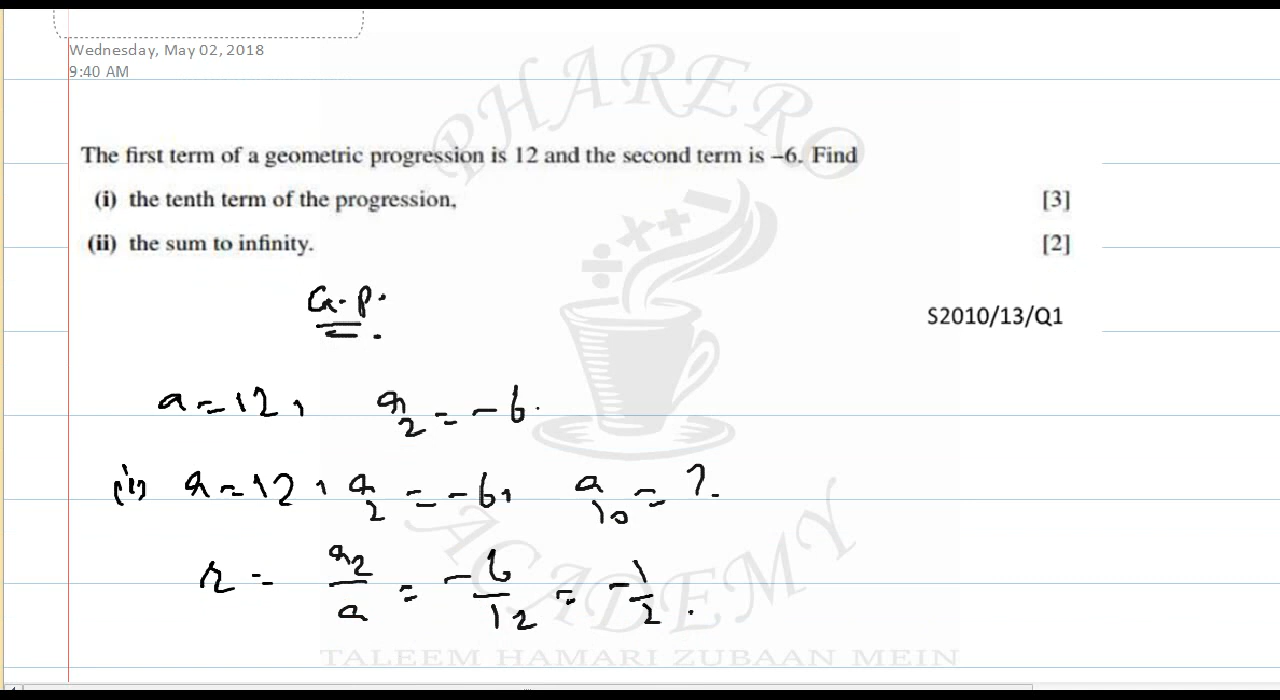 Wednesday, May 02, 2018
9:40 AM
PHARERO
The first term of a geometric progression is 12 and the second term is –6. Find
(i) the tenth term of the progression, [3]
(ii) the sum to infinity. [2]
G.P.
S2010/13/Q1
a = 12, a₂ = -6.
(i) a = 12, a₂ = -6, a₁₀ = ?.
r = a₂/a = -6/12 = -1/2.
ACADEMY
TALEEM HAMARI ZUBAAN MEIN